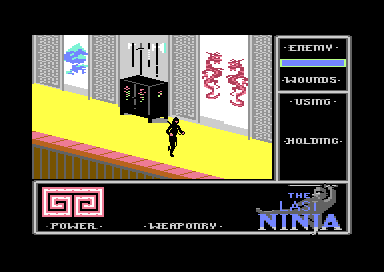 ·ENEMY·
·WOUNDS·
·USING·
·HOLDING·
·POWER· ·WEAPONRY·
THE
LAST
NINJA